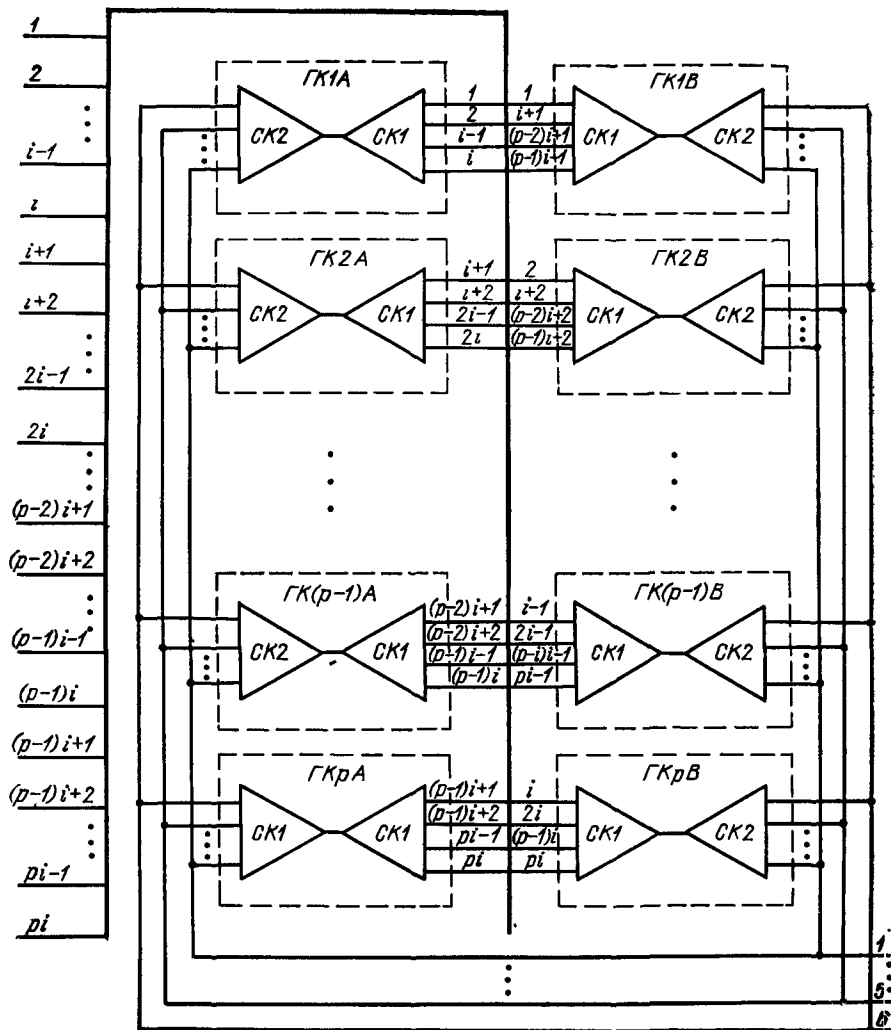 1
2
i-1
i
i+1
i+2
2i-1
2i
(p-2)i+1
(p-2)i+2
(p-1)i-1
(p-1)i
(p-1)i+1
(p-1)i+2
pi-1
pi
ГК1А
СК2
СК1
1
2
i-1
i
1
i+1
(p-2)i+1
(p-1)i-1
ГК1В
СК1
СК2
ГК2А
СК2
СК1
i+1
i+2
2i-1
2i
2
i+2
(p-2)i+2
(p-1)i+2
ГК2В
СК1
СК2
ГК(p-1)А
СК2
СК1
(p-2)i+1
(p-2)i+2
(p-1)i-1
(p-1)i
i-1
2i-1
(p-i)i-1
pi-1
ГК(p-1)В
СК1
СК2
ГКpА
СК1
СК1
(p-1)i+1
(p-1)i+2
pi-1
pi
i
2i
(p-1)i
pi
ГКpВ
СК1
СК2
1
5
6